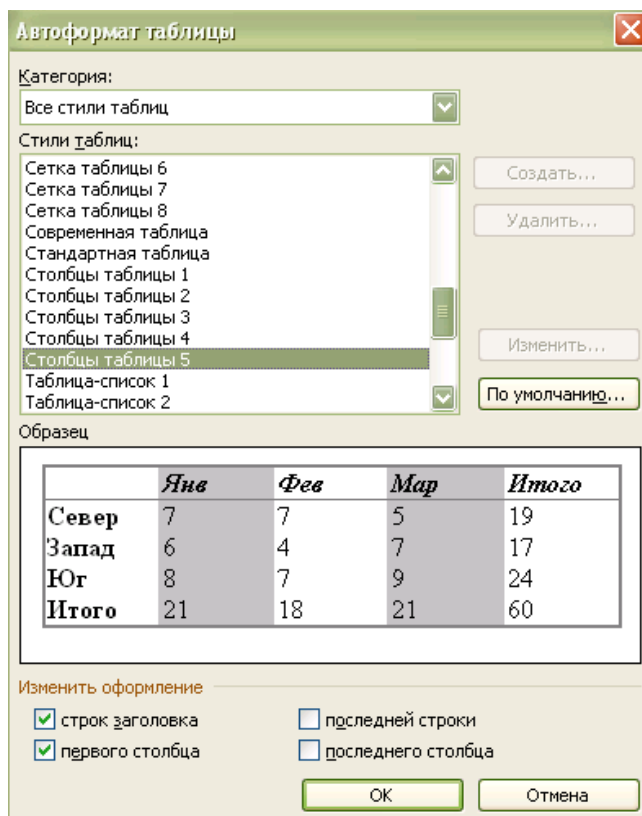 Автоформат таблицы
Категория:
Все стили таблиц
Стили таблиц:
Сетка таблицы 6
Сетка таблицы 7
Сетка таблицы 8
Современная таблица
Стандартная таблица
Столбцы таблицы 1
Столбцы таблицы 2
Столбцы таблицы 3
Столбцы таблицы 4
Столбцы таблицы 5
Таблица-список 1
Таблица-список 2
Создать...
Удалить...
Изменить...
По умолчанию...
Образец
Янв Фев Мар Итого
Север 7 7 5 19
Запад 6 4 7 17
Юг 8 7 9 24
Итого 21 18 21 60
Изменить оформление
строк заголовка последней строки
первого столбца последнего столбца
ОК Отмена